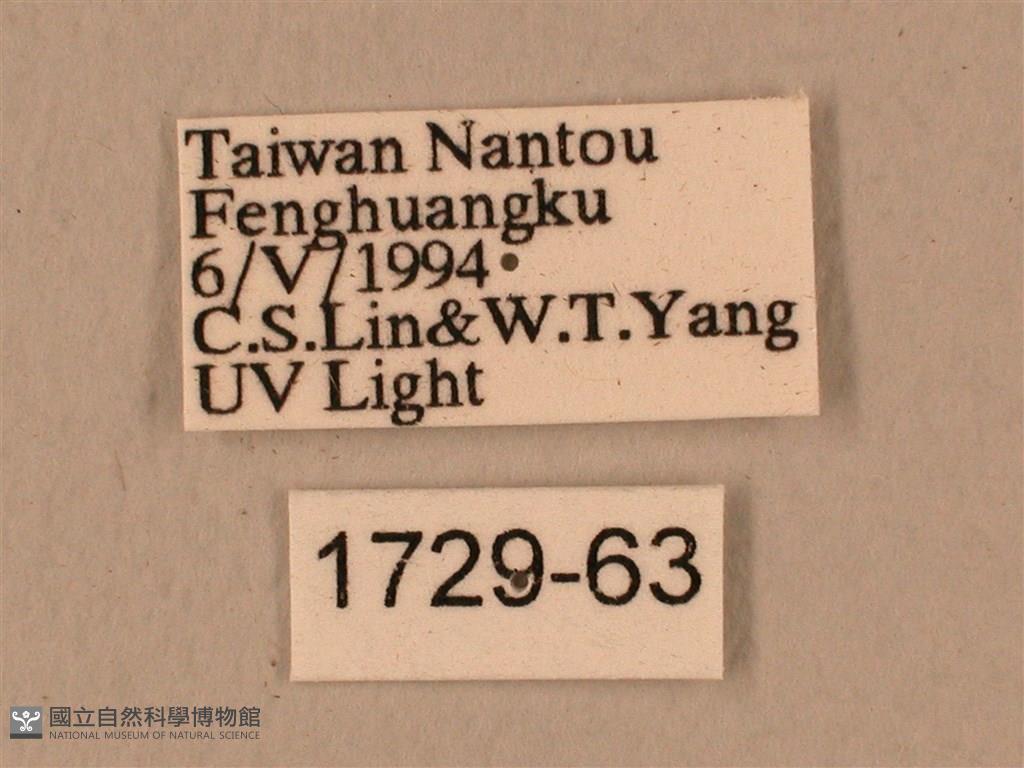 Taiwan Nantou
Fenghuangku
6/V/1994
C.S.Lin&W.T.Yang
UV Light
1729-63
國立自然科學博物館
NATIONAL MUSEUM OF NATURAL SCIENCE